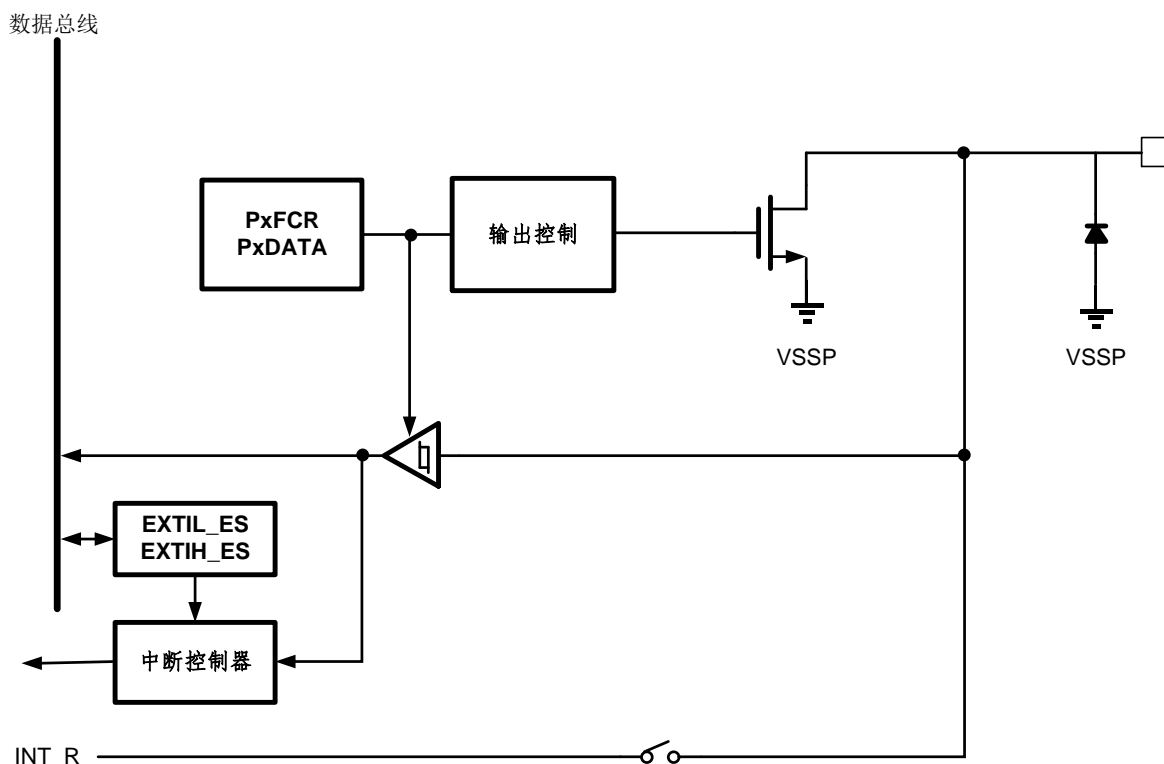 数据总线
PxFCR
PxDATA
输出控制
VSSP
VSSP
EXTIL_ES
EXTIH_ES
中断控制器
INT_R